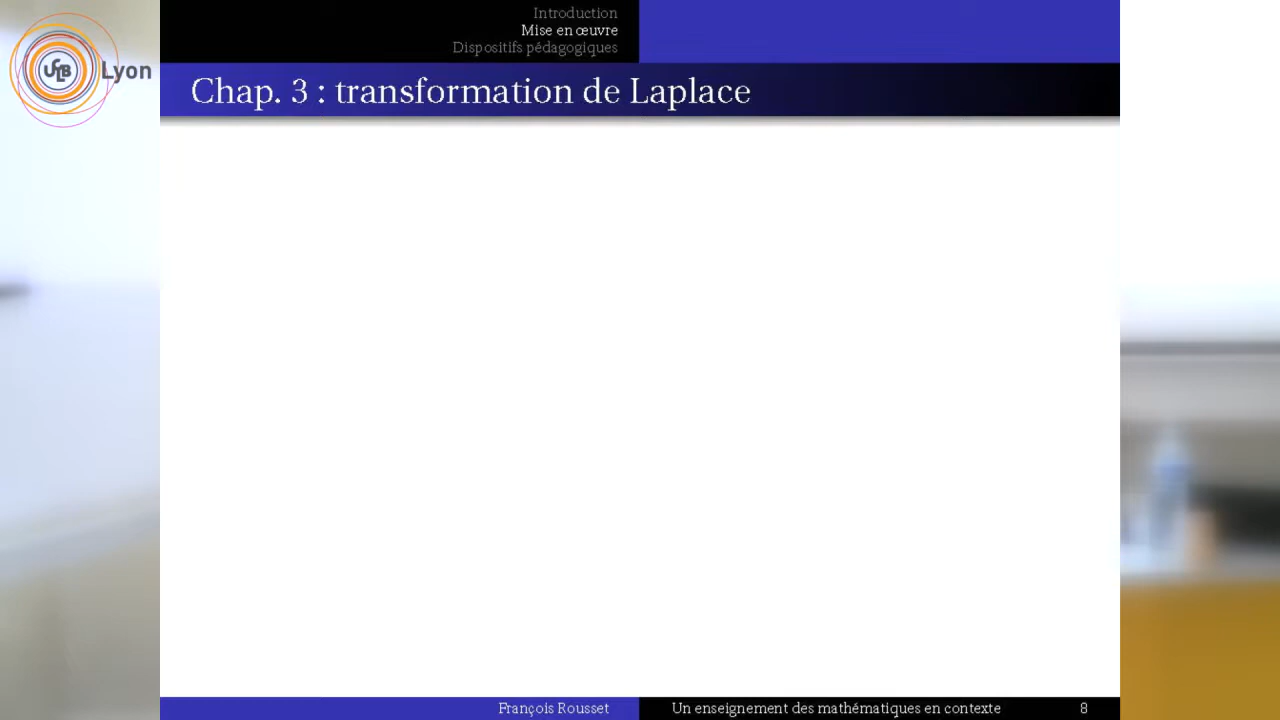 Introduction
Mise en œuvre
Dispositifs pédagogiques
UCBL Lyon
Chap. 3 : transformation de Laplace
François Rousset
Un enseignement des mathématiques en contexte
8